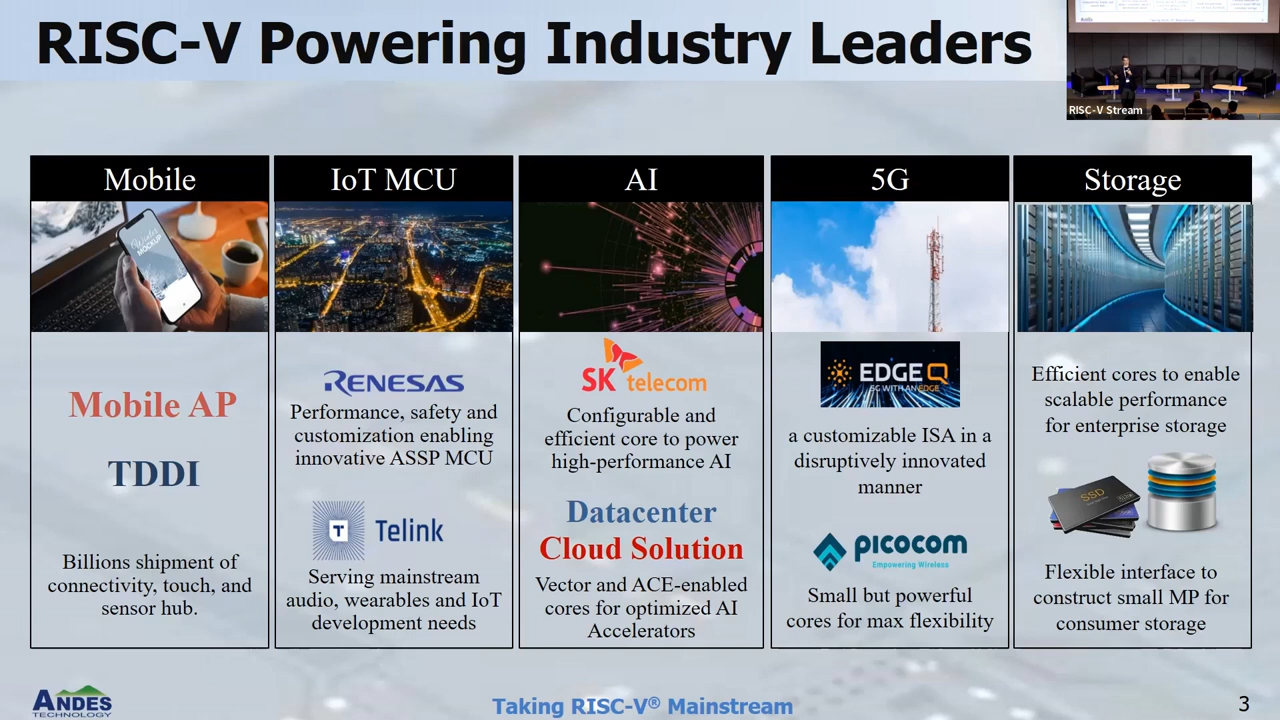 RISC-V Powering Industry Leaders
RISC-V Stream
Mobile
Mobile AP
TDDI
Billions shipment of
connectivity, touch, and
sensor hub.
IoT MCU
RENESAS
Performance, safety and
customization enabling
innovative ASSP MCU
T Telink
Serving mainstream
audio, wearables and IoT
development needs
AI
SK telecom
Configurable and
efficient core to power
high-performance AI
Datacenter
Cloud Solution
Vector and ACE-enabled
cores for optimized AI
Accelerators
5G
EDGE Q
5G WITH AN EDGE
a customizable ISA in a
disruptively innovated
manner
picocom
Empowering Wireless
Small but powerful
cores for max flexibility
Storage
Efficient cores to enable
scalable performance
for enterprise storage
SSD
Flexible interface to
construct small MP for
consumer storage
ANDES
TECHNOLOGY
Taking RISC-V® Mainstream
3